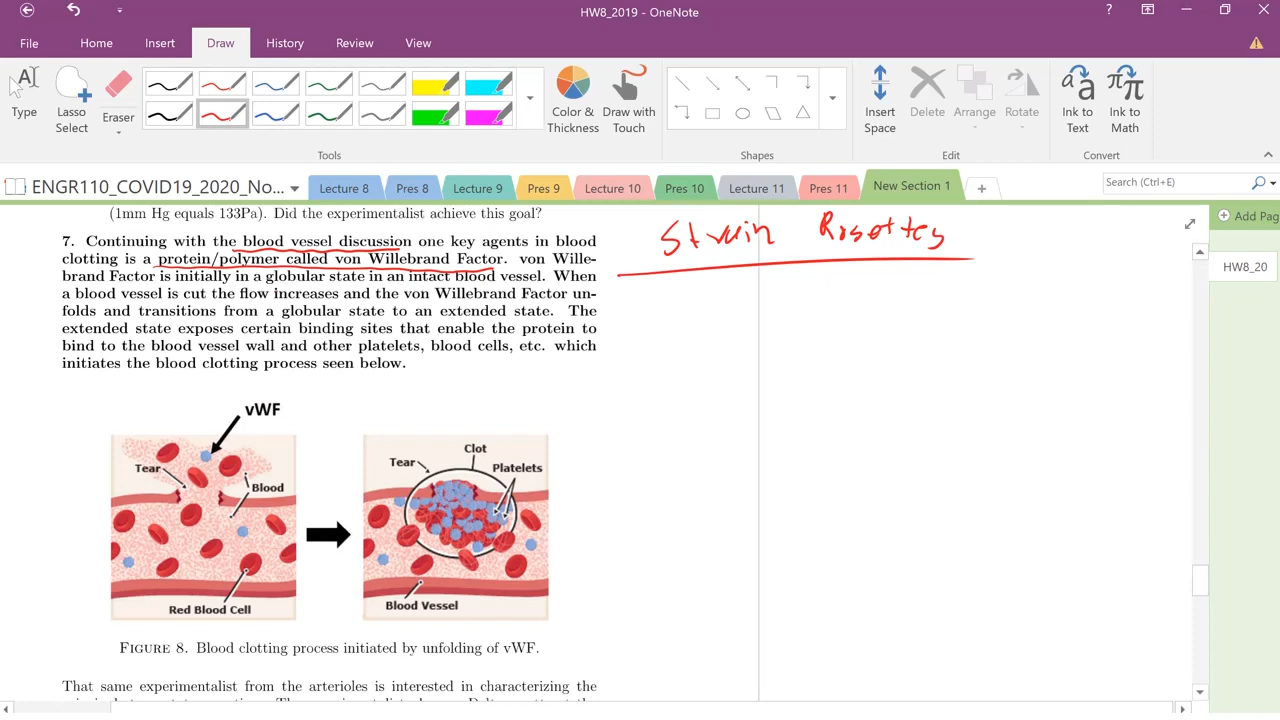 HW8_2019 - OneNote
?
File Home Insert Draw History Review View
Type
Lasso Select
Eraser
Color & Thickness
Draw with Touch
Insert Space
Delete
Arrange
Rotate
Ink to Text
Ink to Math
Tools
Shapes
Edit
Convert
ENGR110_COVID19_2020_No...
Lecture 8 Pres 8 Lecture 9 Pres 9 Lecture 10 Pres 10 Lecture 11 Pres 11 New Section 1
Search (Ctrl+E)
Add Pag
HW8_20
(1mm Hg equals 133Pa). Did the experimentalist achieve this goal?
7. Continuing with the blood vessel discussion one key agents in blood
clotting is a protein/polymer called von Willebrand Factor. von Wille-
brand Factor is initially in a globular state in an intact blood vessel. When
a blood vessel is cut the flow increases and the von Willebrand Factor un-
folds and transitions from a globular state to an extended state. The
extended state exposes certain binding sites that enable the protein to
bind to the blood vessel wall and other platelets, blood cells, etc. which
initiates the blood clotting process seen below.
Strain Rosettes
vWF
Tear
Blood
Red Blood Cell
Clot
Tear
Platelets
Blood Vessel
FIGURE 8. Blood clotting process initiated by unfolding of vWF.
That same experimentalist from the arterioles is interested in characterizing the